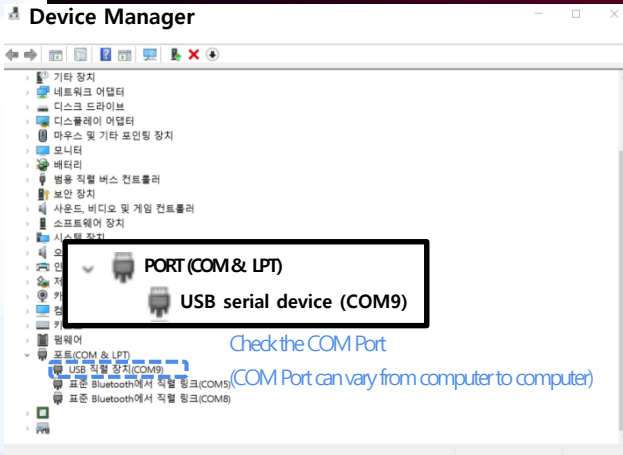 Device Manager
기타 장치
네트워크 어댑터
디스크 드라이브
디스플레이 어댑터
마우스 및 기타 포인팅 장치
모니터
배터리
범용 직렬 버스 컨트롤러
보안 장치
사운드, 비디오 및 게임 컨트롤러
소프트웨어 장치
시스템 장치
PORT (COM & LPT)
USB serial device (COM9)
펌웨어
Check the COM Port
포트(COM & LPT)
USB 직렬 장치(COM9)
(COM Port can vary from computer to computer)
표준 Bluetooth에서 직렬 링크(COM5)
표준 Bluetooth에서 직렬 링크(COM8)